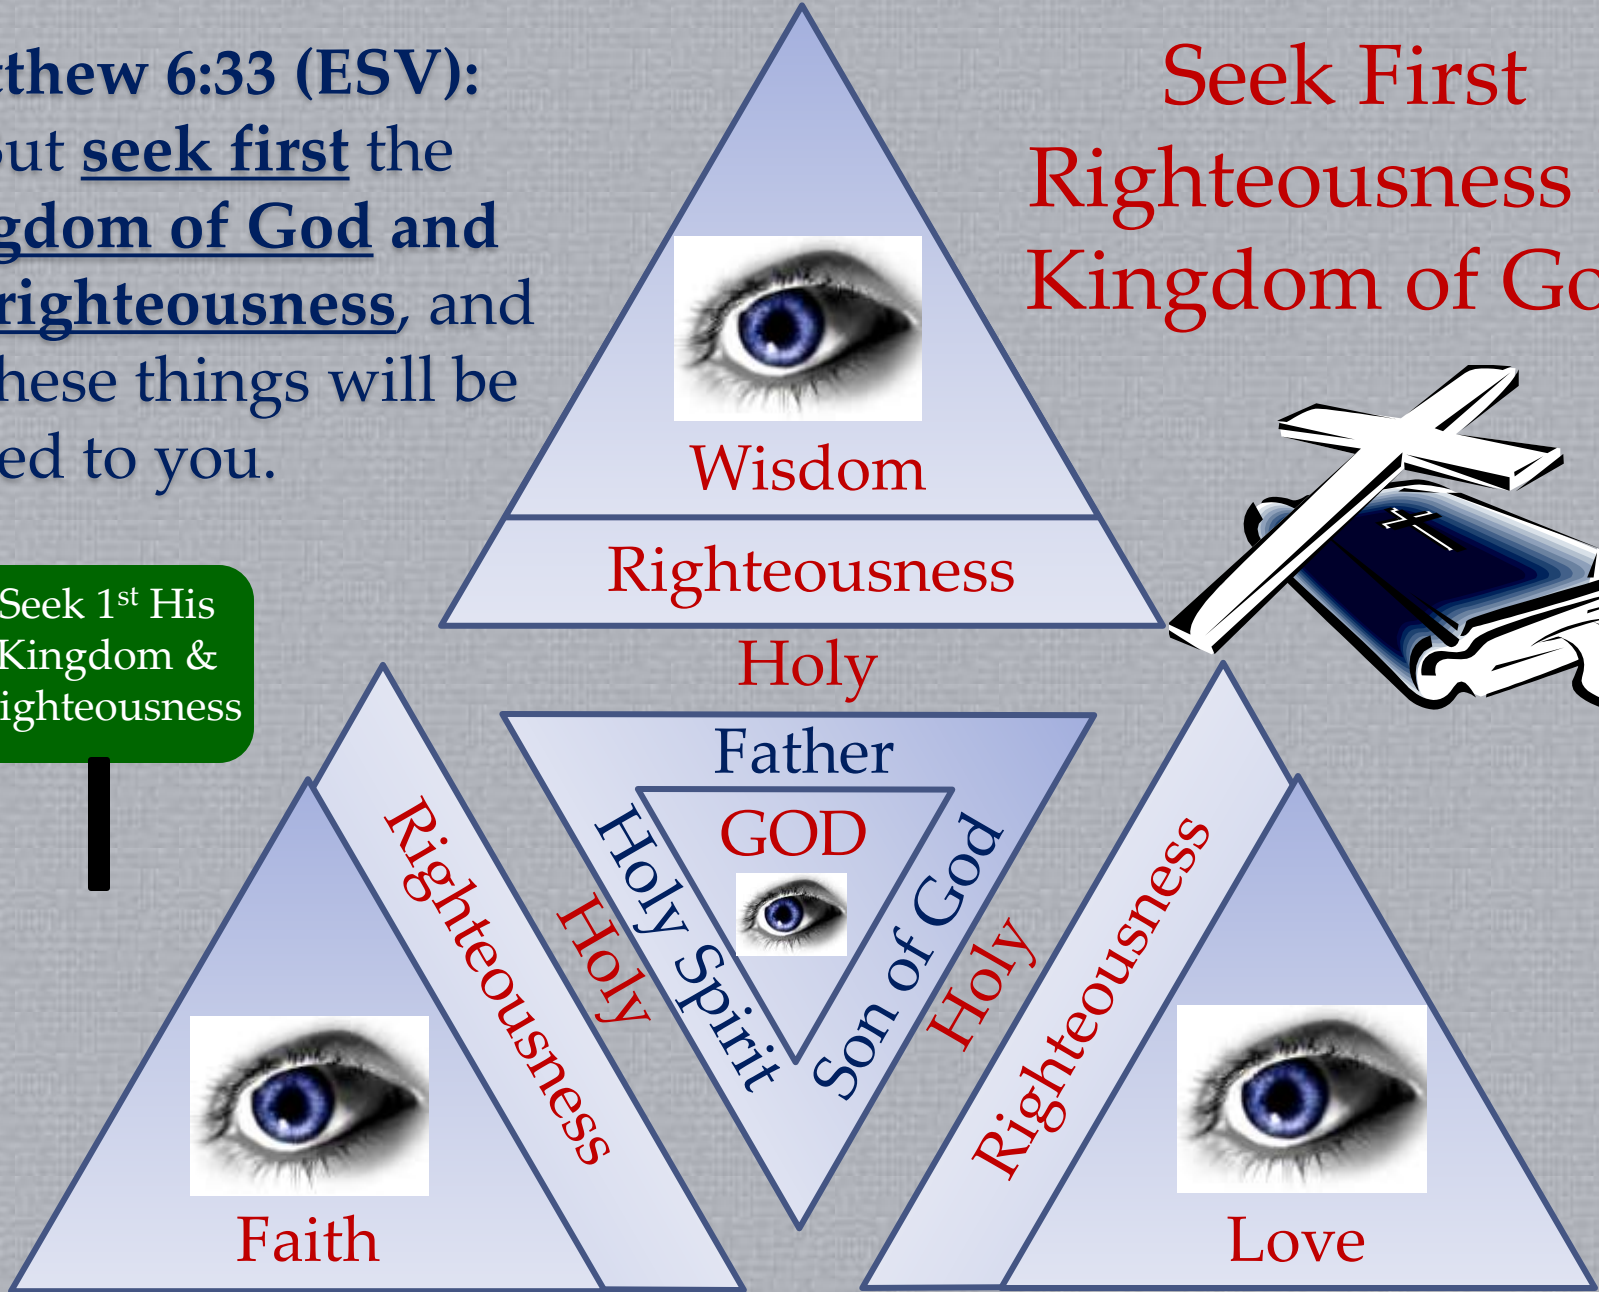 tthew 6:33 (ESV):
ut seek first the
gdom of God and
righteousness, and
hese things will be
ed to you.
Seek First
Righteousness
Kingdom of Go
Wisdom
Righteousness
Holy
Seek 1st His
Kingdom &
ighteousness
Father
GOD
Holy Spirit
Son of God
Holy
Holy
Righteousness
Righteousness
Faith
Love